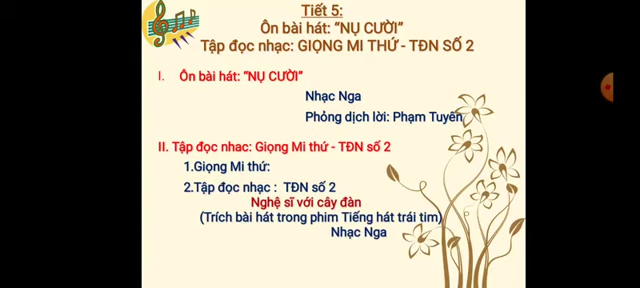 Tiết 5:
Ôn bài hát: “NỤ CƯỜI”
Tập đọc nhạc: GIỌNG MI THỨ - TĐN SỐ 2
I. Ôn bài hát: “NỤ CƯỜI”
Nhạc Nga
Phỏng dịch lời: Phạm Tuyên
II. Tập đọc nhac: Giọng Mi thứ - TĐN số 2
1.Giọng Mi thứ:
2.Tập đọc nhạc : TĐN số 2
Nghệ sĩ với cây đàn
(Trích bài hát trong phim Tiếng hát trái tim)
Nhạc Nga